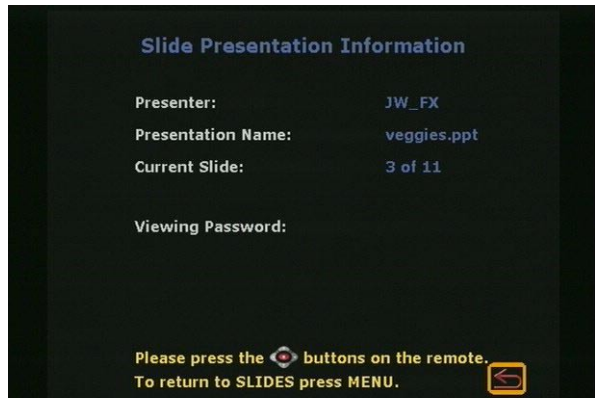 Slide Presentation Information
Presenter: JW_FX
Presentation Name: veggies.ppt
Current Slide: 3 of 11
Viewing Password:
Please press the buttons on the remote.
To return to SLIDES press MENU.